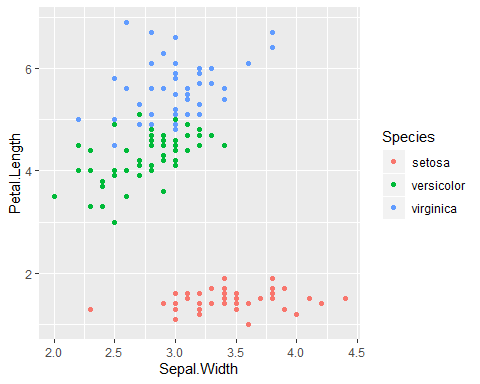 Petal.Length
6
4
2
2.0 2.5 3.0 3.5 4.0 4.5
Sepal.Width
Species
setosa
versicolor
virginica